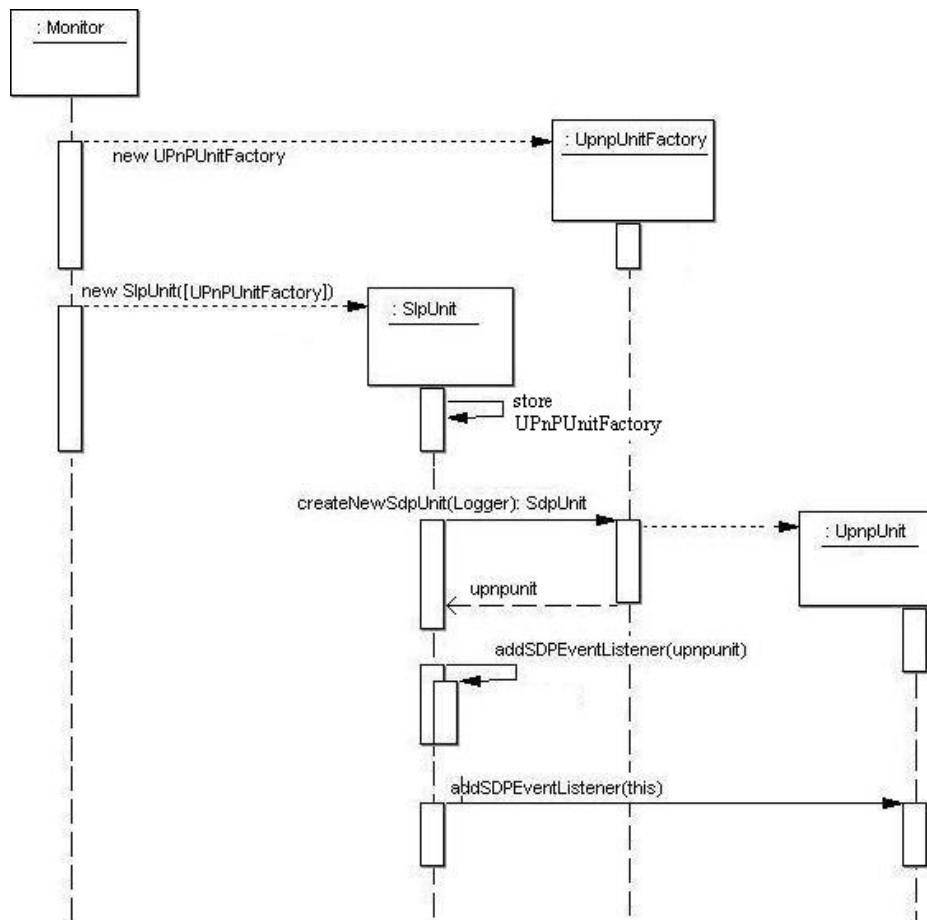 : Monitor
: UpnpUnitFactory
new UPnPUnitFactory
new SlpUnit([UPnPUnitFactory])
: SlpUnit
store
UPnPUnitFactory
createNewSdpUnit(Logger): SdpUnit
: UpnpUnit
upnpunit
addSDPEventListener(upnpunit)
addSDPEventListener(this)